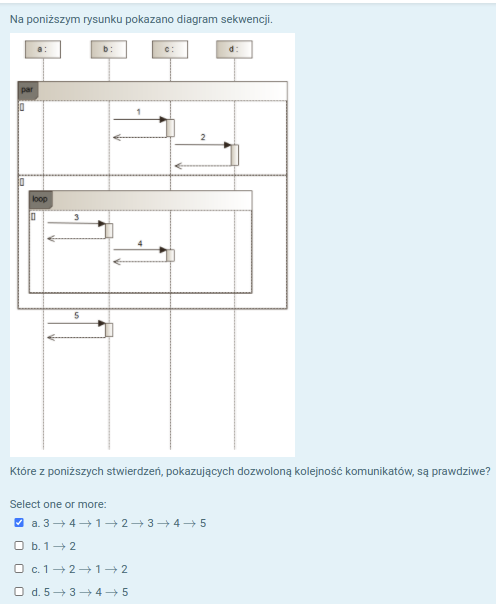 Na poniższym rysunku pokazano diagram sekwencji.
a :
b :
c :
d :
par
[]
1
2
[]
loop
[]
3
4
5
Które z poniższych stwierdzeń, pokazujących dozwoloną kolejność komunikatów, są prawdziwe?
Select one or more:
a. 3 → 4 → 1 → 2 → 3 → 4 → 5
b. 1 → 2
c. 1 → 2 → 1 → 2
d. 5 → 3 → 4 → 5